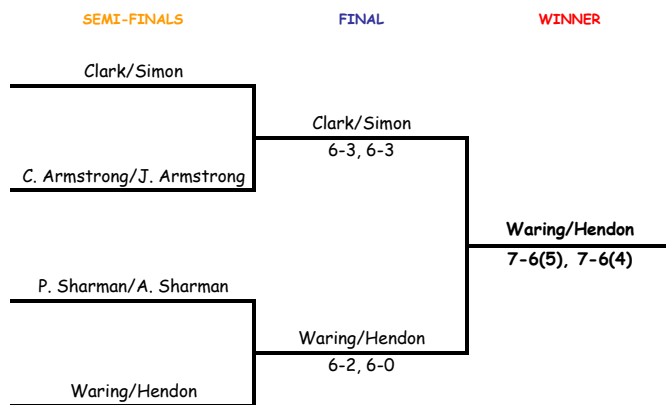 SEMI-FINALS FINAL WINNER
Clark/Simon
Clark/Simon
6-3, 6-3
C. Armstrong/J. Armstrong
Waring/Hendon
7-6(5), 7-6(4)
P. Sharman/A. Sharman
Waring/Hendon
6-2, 6-0
Waring/Hendon